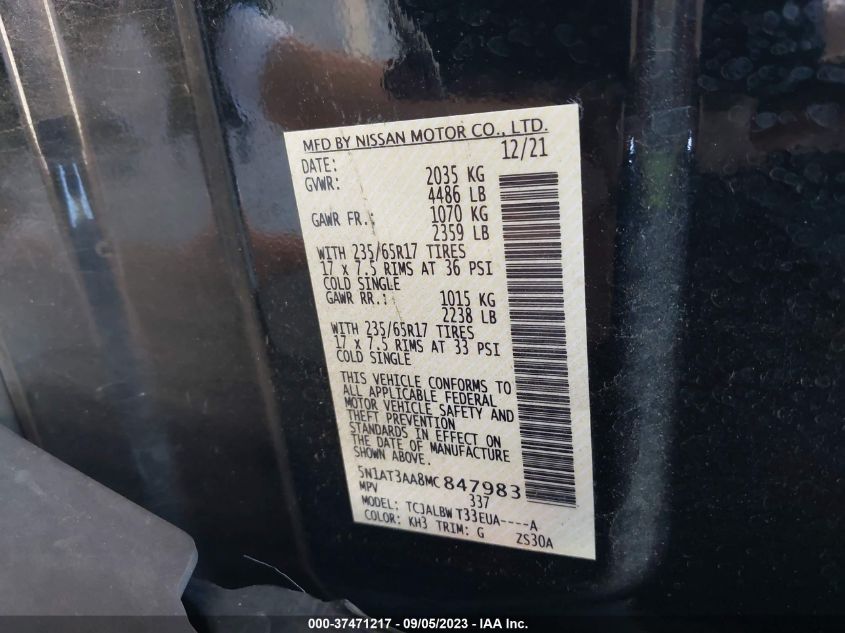 MFD BY NISSAN MOTOR CO., LTD.
DATE: 12/21
GVWR: 2035 KG
4486 LB
GAWR FR.: 1070 KG
2359 LB
WITH 235/65R17 TIRES
17 x 7.5 RIMS AT 36 PSI
COLD SINGLE
GAWR RR.: 1015 KG
2238 LB
WITH 235/65R17 TIRES
17 x 7.5 RIMS AT 33 PSI
COLD SINGLE
THIS VEHICLE CONFORMS TO
ALL APPLICABLE FEDERAL
MOTOR VEHICLE SAFETY AND
THEFT PREVENTION
STANDARDS IN EFFECT ON
THE DATE OF MANUFACTURE
SHOWN ABOVE.
5N1AT3AA8MC847983
MPV 337
MODEL: TCJALBW T33EUA----A
COLOR: KH3 TRIM: G ZS30A
000-37471217 - 09/05/2023 - IAA Inc.